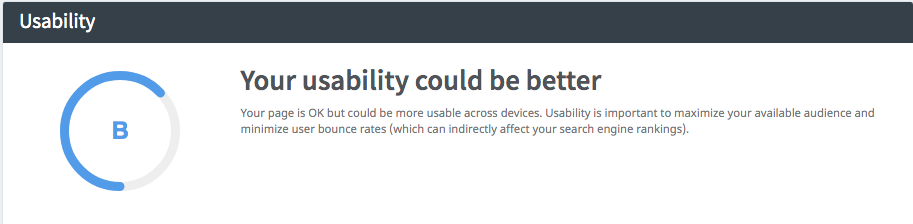 Usability
Your usability could be better
B
Your page is OK but could be more usable across devices. Usability is important to maximize your available audience and
minimize user bounce rates (which can indirectly affect your search engine rankings).